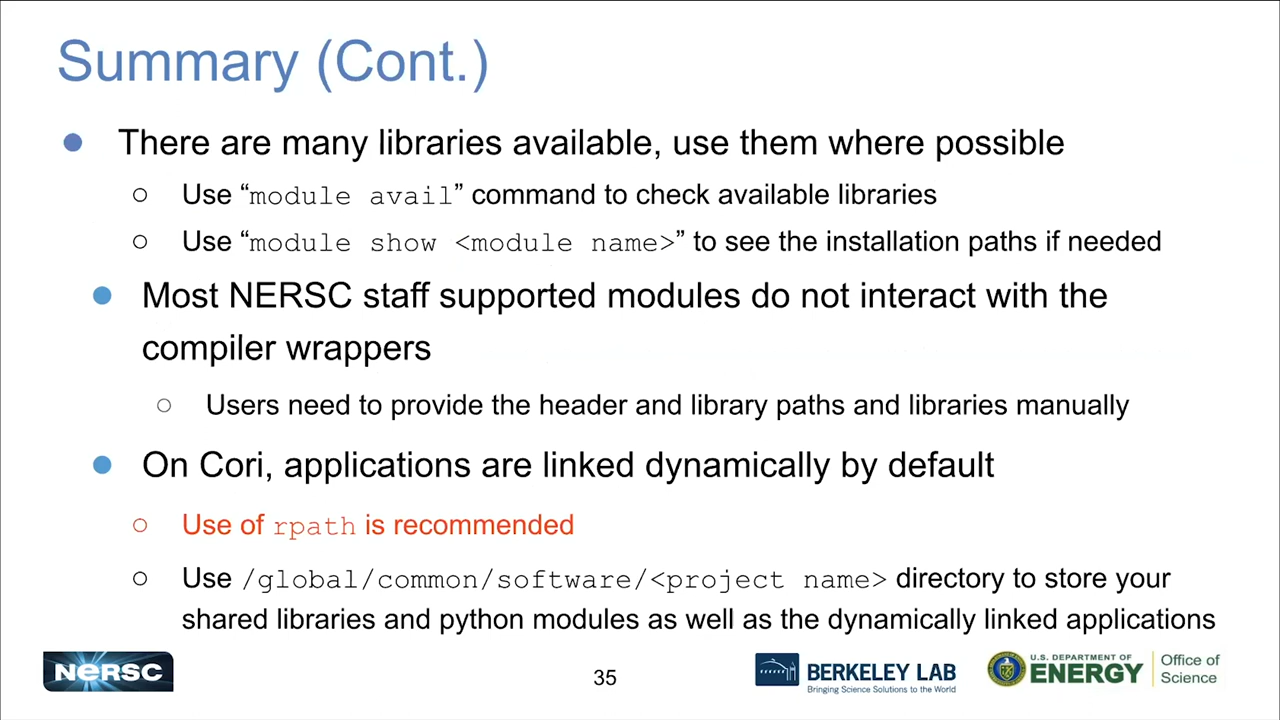 Summary (Cont.)
● There are many libraries available, use them where possible
○ Use “module avail” command to check available libraries
○ Use “module show <module name>” to see the installation paths if needed
● Most NERSC staff supported modules do not interact with the
compiler wrappers
○ Users need to provide the header and library paths and libraries manually
● On Cori, applications are linked dynamically by default
○ Use of rpath is recommended
○ Use /global/common/software/<project name> directory to store your
shared libraries and python modules as well as the dynamically linked applications
NERSC
35
BERKELEY LAB
Bringing Science Solutions to the World
U.S. DEPARTMENT OF
ENERGY
Office of
Science